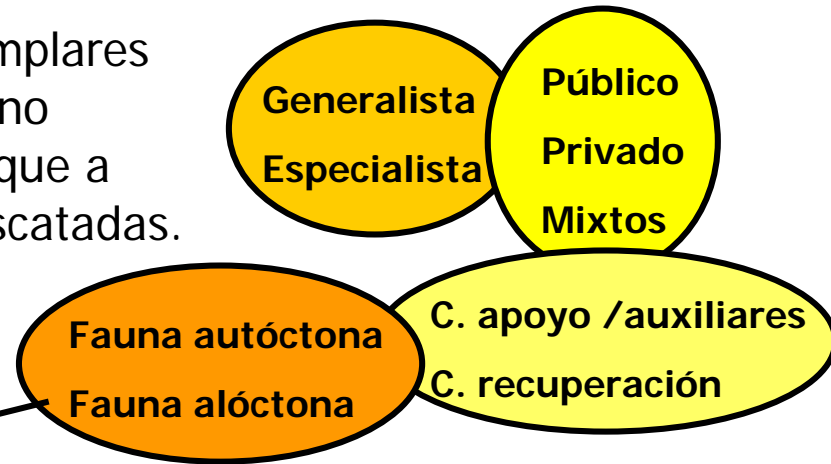 mplares
no
que a
scatadas.
Generalista
Especialista
Público
Privado
Mixtos
Fauna autóctona
Fauna alóctona
C. apoyo /auxiliares
C. recuperación